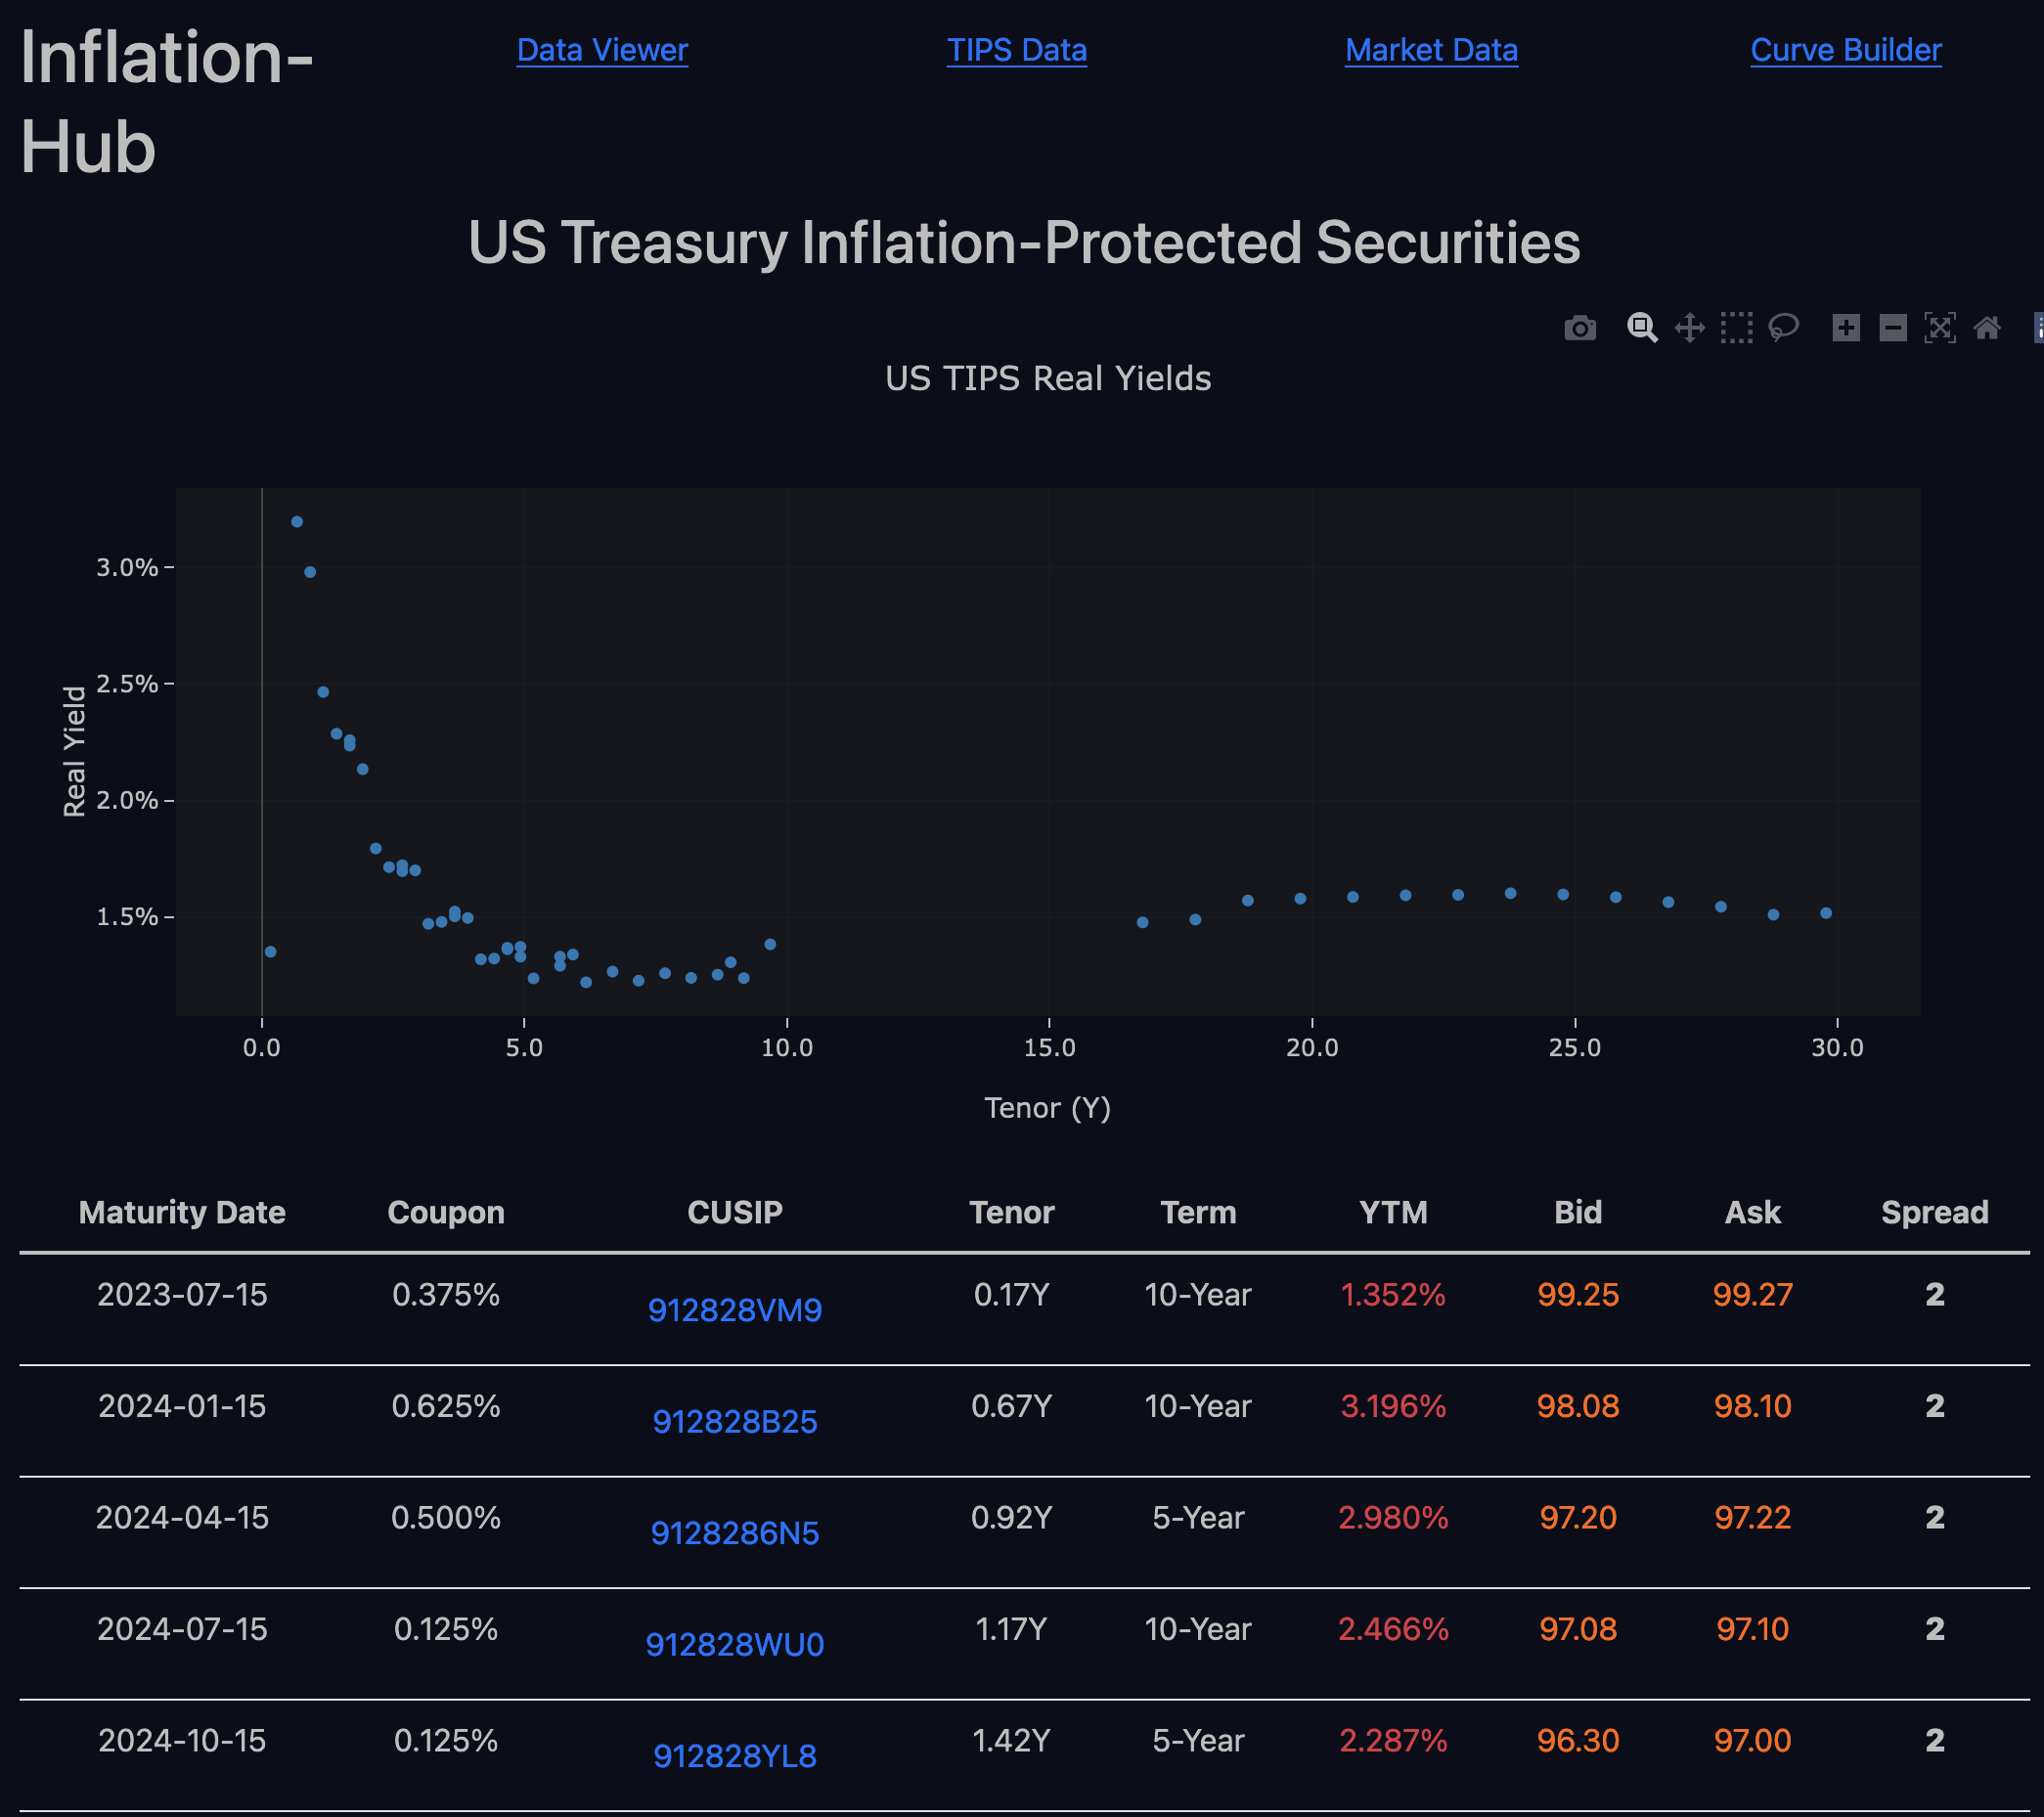 Inflation-
Hub
Data Viewer
TIPS Data
Market Data
Curve Builder
US Treasury Inflation-Protected Securities
US TIPS Real Yields
3.0%
2.5%
2.0%
1.5%
Real Yield
0.0 5.0 10.0 15.0 20.0 25.0 30.0
Tenor (Y)
Maturity Date Coupon CUSIP Tenor Term YTM Bid Ask Spread
2023-07-15 0.375% 912828VM9 0.17Y 10-Year 1.352% 99.25 99.27 2
2024-01-15 0.625% 912828B25 0.67Y 10-Year 3.196% 98.08 98.10 2
2024-04-15 0.500% 9128286N5 0.92Y 5-Year 2.980% 97.20 97.22 2
2024-07-15 0.125% 912828WU0 1.17Y 10-Year 2.466% 97.08 97.10 2
2024-10-15 0.125% 912828YL8 1.42Y 5-Year 2.287% 96.30 97.00 2